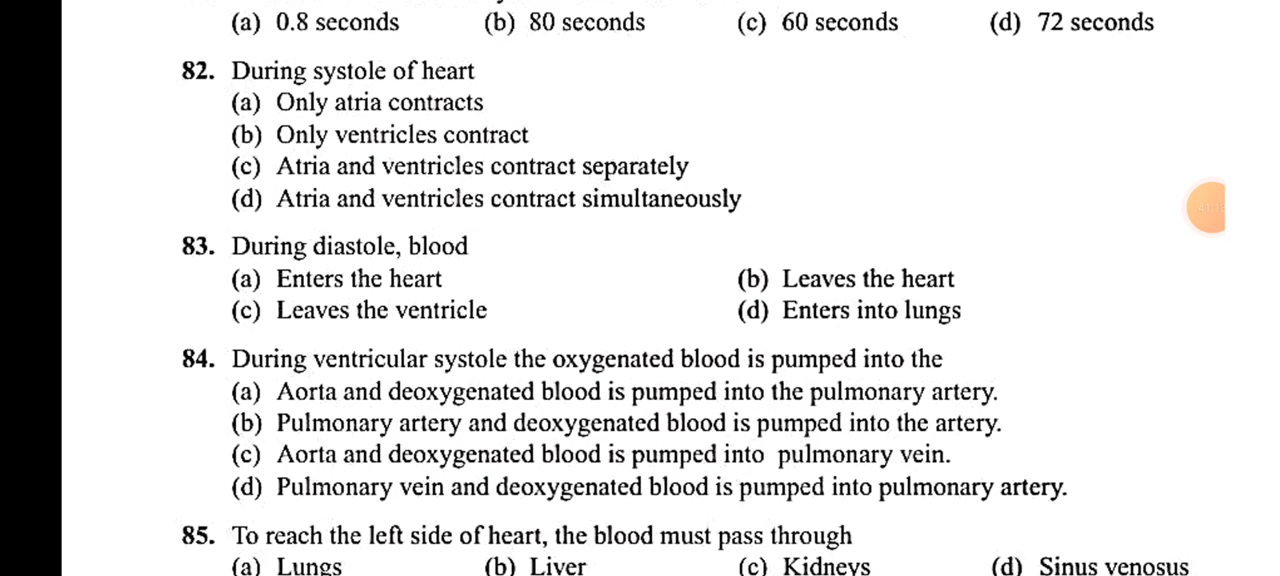 (a) 0.8 seconds (b) 80 seconds (c) 60 seconds (d) 72 seconds
82. During systole of heart
(a) Only atria contracts
(b) Only ventricles contract
(c) Atria and ventricles contract separately
(d) Atria and ventricles contract simultaneously
83. During diastole, blood
(a) Enters the heart (b) Leaves the heart
(c) Leaves the ventricle (d) Enters into lungs
84. During ventricular systole the oxygenated blood is pumped into the
(a) Aorta and deoxygenated blood is pumped into the pulmonary artery.
(b) Pulmonary artery and deoxygenated blood is pumped into the artery.
(c) Aorta and deoxygenated blood is pumped into pulmonary vein.
(d) Pulmonary vein and deoxygenated blood is pumped into pulmonary artery.
85. To reach the left side of heart, the blood must pass through
(a) Lungs (b) Liver (c) Kidneys (d) Sinus venosus